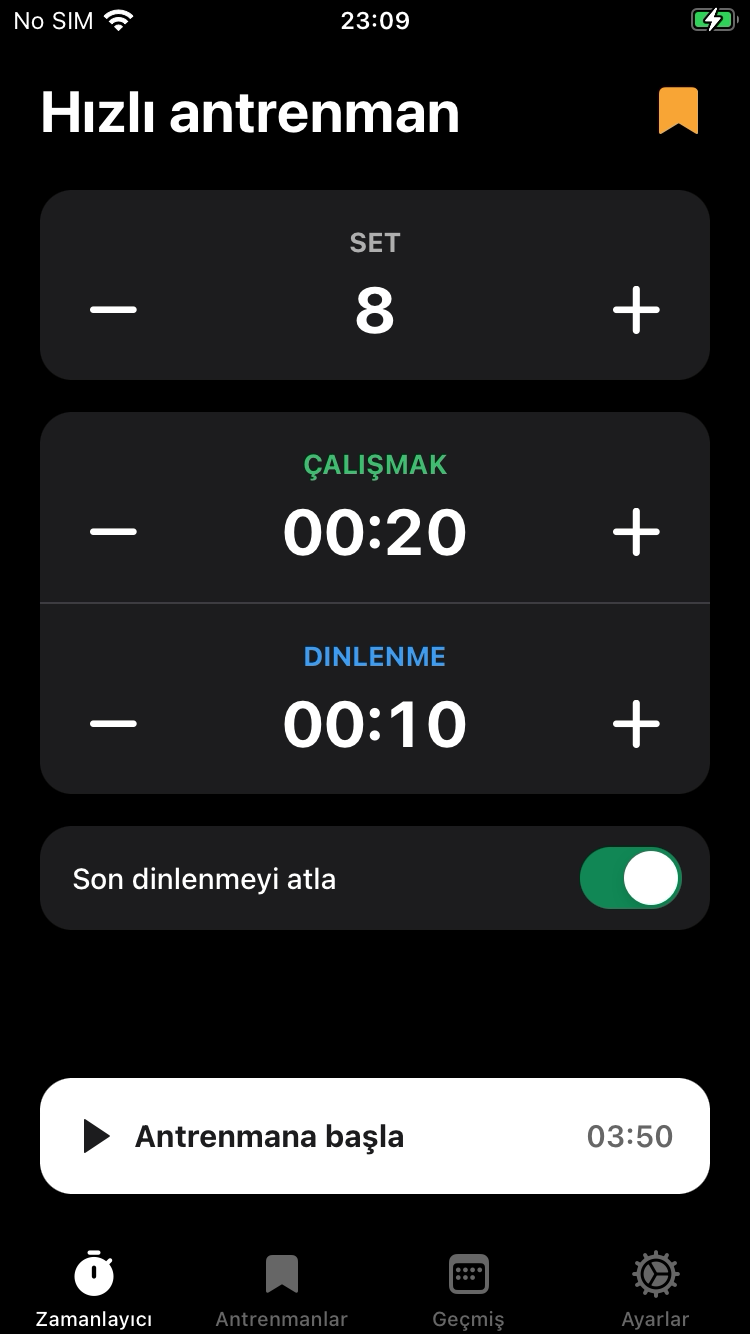 No SIM 23:09
Hızlı antrenman
SET
8
ÇALIŞMAK
00:20
DINLENME
00:10
Son dinlenmeyi atla
Antrenmana başla 03:50
Zamanlayıcı Antrenmanlar Geçmiş Ayarlar